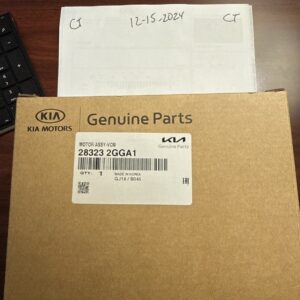 CJ 12-15-2024 CJ
KIA
KIA MOTORS
Genuine Parts
MOTOR ASSY-VCM
KIA
Genuine Parts
28323 2GGA1
QTY. 1
MADE IN KOREA